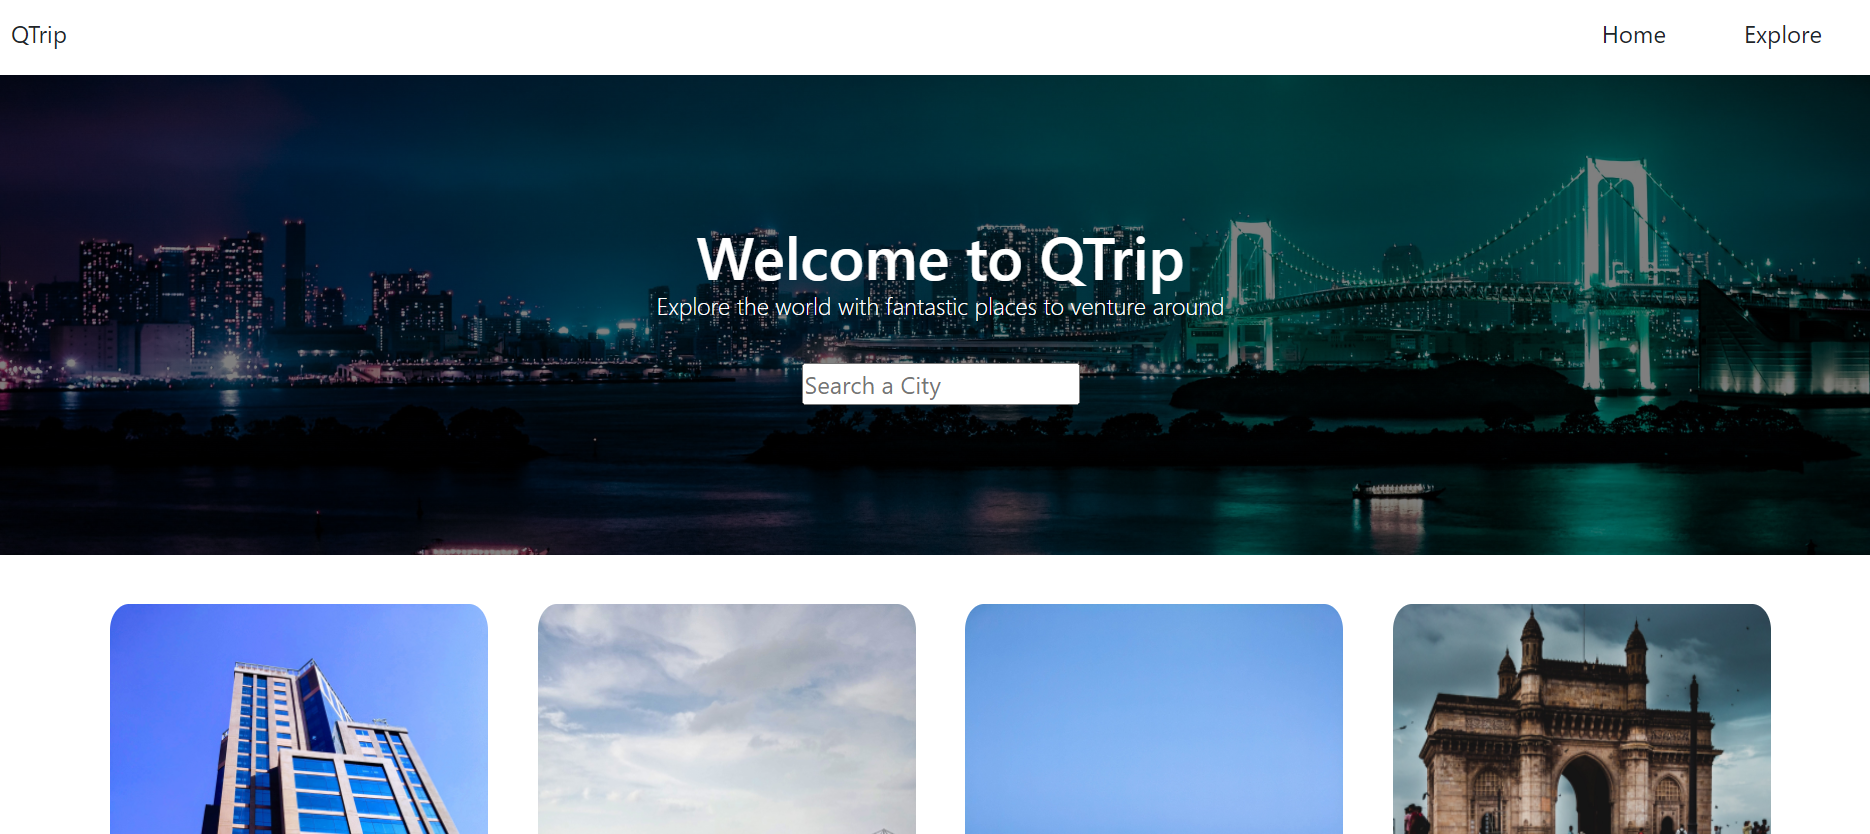 QTrip
Home
Explore
Welcome to QTrip
Explore the world with fantastic places to venture around
Search a City